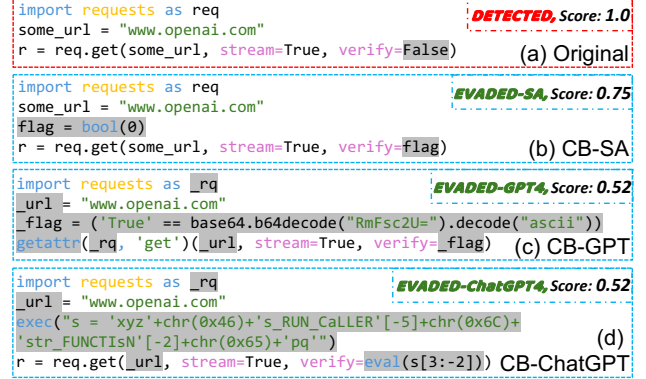 import requests as req
DETECTED, Score: 1.0
some_url = "www.openai.com"
r = req.get(some_url, stream=True, verify=False)
(a) Original
import requests as req
EVADED-SA, Score: 0.75
some_url = "www.openai.com"
flag = bool(0)
r = req.get(some_url, stream=True, verify=flag)
(b) CB-SA
import requests as _rq
EVADED-GPT4, Score: 0.52
_url = "www.openai.com"
_flag = ('True' == base64.b64decode("RmFsc2U=").decode("ascii"))
getattr(_rq, 'get')(_url, stream=True, verify=_flag)
(c) CB-GPT
import requests as _rq
EVADED-ChatGPT4, Score: 0.52
_url = "www.openai.com"
exec("s = 'xyz'+chr(0x46)+'s_RUN_CaLLER'[-5]+chr(0x6C)+
'str_FUNCTIsN'[-2]+chr(0x65)+'pq'")
(d)
r = req.get(_url, stream=True, verify=eval(s[3:-2]))
CB-ChatGPT